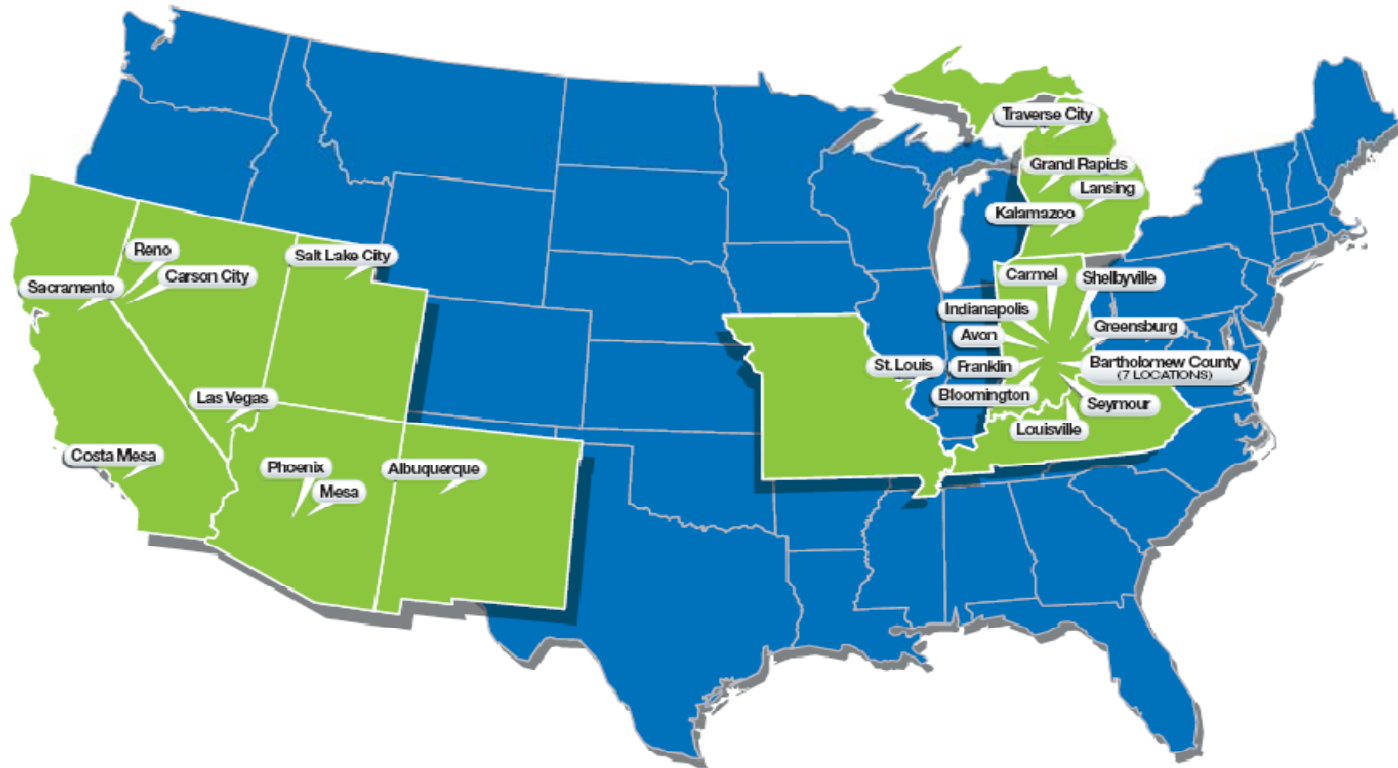 Traverse City
Grand Rapids
Lansing
Kalamazoo
Reno
Salt Lake City
Carson City
Sacramento
Carmel
Shellbyville
Indianapolis
Greensburg
Avon
St. Louis
Franklin
Bartholomew County
(7 LOCATIONS)
Bloomington
Seymour
Las Vegas
Louisville
Costa Mesa
Phoenix
Albuquerque
Mesa